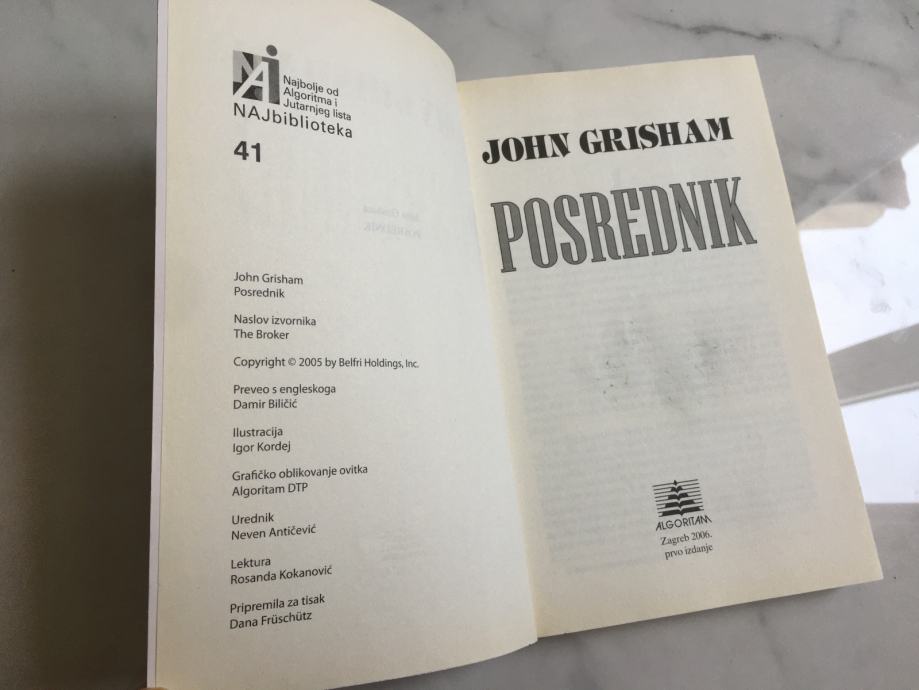 NAJ
Najbolje od
Algoritma i
Jutarnjeg lista
NAJbiblioteka
41
John Grisham
Posrednik
Naslov izvornika
The Broker
Copyright © 2005 by Belfri Holdings, Inc.
Preveo s engleskoga
Damir Biličić
Ilustracija
Igor Kordej
Grafičko oblikovanje ovitka
Algoritam DTP
Urednik
Neven Antičević
Lektura
Rosanda Kokanović
Pripremila za tisak
Dana Früschütz
JOHN GRISHAM
POSREDNIK
ALGORITAM
Zagreb 2006.
prvo izdanje